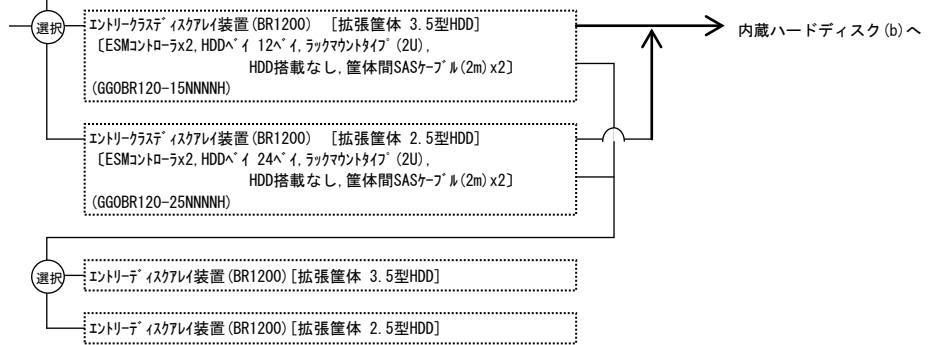 選択
エントリークラスディスクアレイ装置(BR1200) [拡張筐体 3.5型HDD]
〔ESMコントローラx2,HDDベイ 12ベイ,ラックマウントタイプ(2U),
HDD搭載なし,筐体間SASケーブル(2m)x2〕
(GG0BR120-15NNNNH)
内蔵ハードディスク(b)へ
エントリークラスディスクアレイ装置(BR1200) [拡張筐体 2.5型HDD]
〔ESMコントローラx2,HDDベイ 24ベイ,ラックマウントタイプ(2U),
HDD搭載なし,筐体間SASケーブル(2m)x2〕
(GG0BR120-25NNNNH)
選択
エントリーディスクアレイ装置(BR1200)[拡張筐体 3.5型HDD]
エントリーディスクアレイ装置(BR1200)[拡張筐体 2.5型HDD]